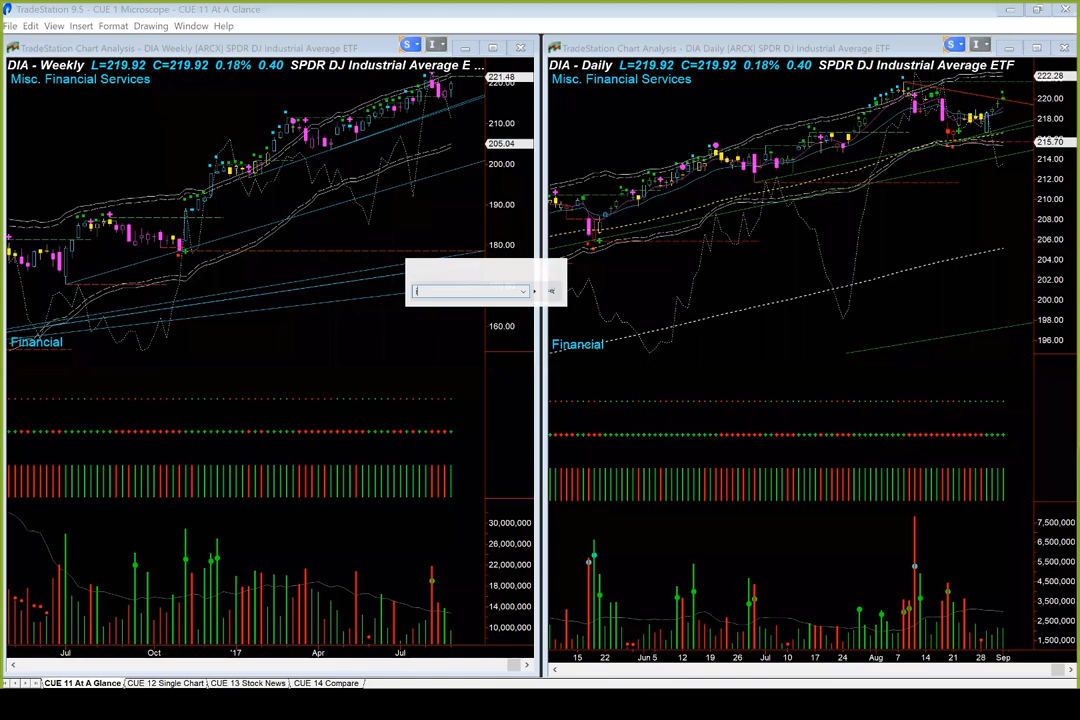 TradeStation 9.5 - CUE 1 Microscope - CUE 11 At A Glance
File Edit View Insert Format Drawing Window Help
TradeStation Chart Analysis - DIA Weekly [ARCX] SPDR DJ Industrial Average ETF
S I
DIA - Weekly L=219.92 C=219.92 0.18% 0.40 SPDR DJ Industrial Average E ...
Misc. Financial Services
221.48
210.00
205.04
200.00
190.00
180.00
160.00
Financial
30,000,000
26,000,000
22,000,000
18,000,000
14,000,000
10,000,000
Jul Oct '17 Apr Jul
TradeStation Chart Analysis - DIA Daily [ARCX] SPDR DJ Industrial Average ETF
S I
DIA - Daily L=219.92 C=219.92 0.18% 0.40 SPDR DJ Industrial Average ETF
Misc. Financial Services
222.28
220.00
218.00
215.70
214.00
212.00
210.00
208.00
206.00
204.00
202.00
200.00
198.00
196.00
Financial
7,500,000
6,500,000
5,500,000
4,500,000
3,500,000
2,500,000
1,500,000
15 22 Jun 5 12 19 26 Jul 10 17 24 Aug 7 14 21 28 Sep
CUE 11 At A Glance CUE 12 Single Chart CUE 13 Stock News CUE 14 Compare